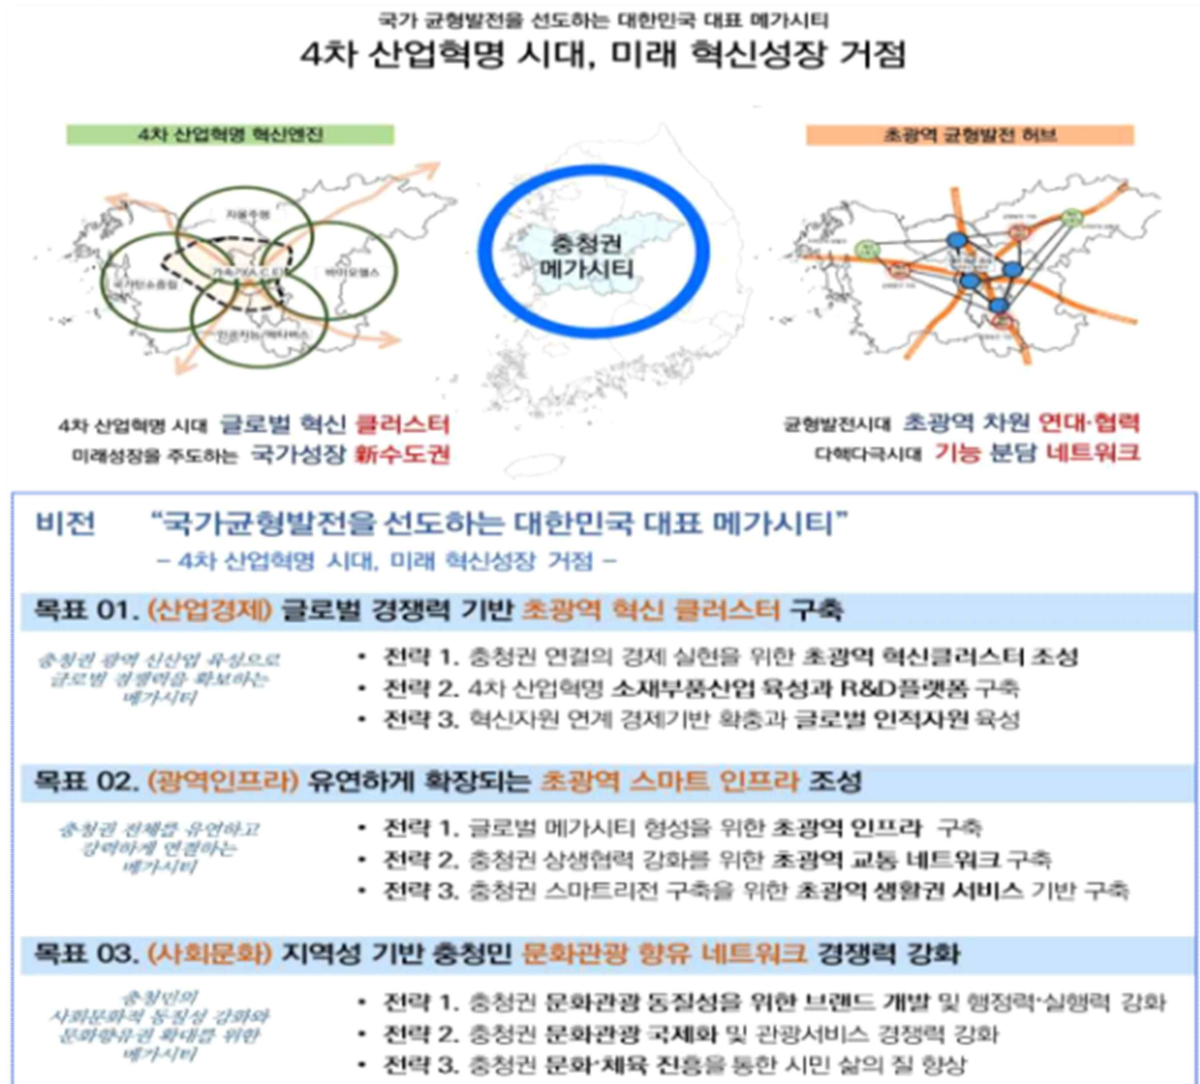 국가 균형발전을 선도하는 대한민국 대표 메가시티
4차 산업혁명 시대, 미래 혁신성장 거점
4차 산업혁명 혁신엔진
자율주행
가속기(A.C.E)
바이오헬스
국가탄소중립
인공지능/메타버스
4차 산업혁명 시대 글로벌 혁신 클러스터
미래성장을 주도하는 국가성장 新수도권
충청권
메가시티
초광역 균형발전 허브
균형발전시대 초광역 차원 연대·협력
다핵다극시대 기능 분담 네트워크
비전 “국가균형발전을 선도하는 대한민국 대표 메가시티”
- 4차 산업혁명 시대, 미래 혁신성장 거점 -
목표 01. (산업경제) 글로벌 경쟁력 기반 초광역 혁신 클러스터 구축
충청권 광역 신산업 육성으로
글로벌 경쟁력을 확보하는
메가시티
• 전략 1. 충청권 연결의 경제 실현을 위한 초광역 혁신클러스터 조성
• 전략 2. 4차 산업혁명 소재부품산업 육성과 R&D플랫폼 구축
• 전략 3. 혁신자원 연계 경제기반 확충과 글로벌 인적자원 육성
목표 02. (광역인프라) 유연하게 확장되는 초광역 스마트 인프라 조성
충청권 전체를 유연하고
강력하게 연결하는
메가시티
• 전략 1. 글로벌 메가시티 형성을 위한 초광역 인프라 구축
• 전략 2. 충청권 상생협력 강화를 위한 초광역 교통 네트워크 구축
• 전략 3. 충청권 스마트리전 구축을 위한 초광역 생활권 서비스 기반 구축
목표 03. (사회문화) 지역성 기반 충청민 문화관광 향유 네트워크 경쟁력 강화
충청민의
사회문화적 동질성 강화와
문화향유권 확대를 위한
메가시티
• 전략 1. 충청권 문화관광 동질성을 위한 브랜드 개발 및 행정력·실행력 강화
• 전략 2. 충청권 문화관광 국제화 및 관광서비스 경쟁력 강화
• 전략 3. 충청권 문화·체육 진흥을 통한 시민 삶의 질 향상